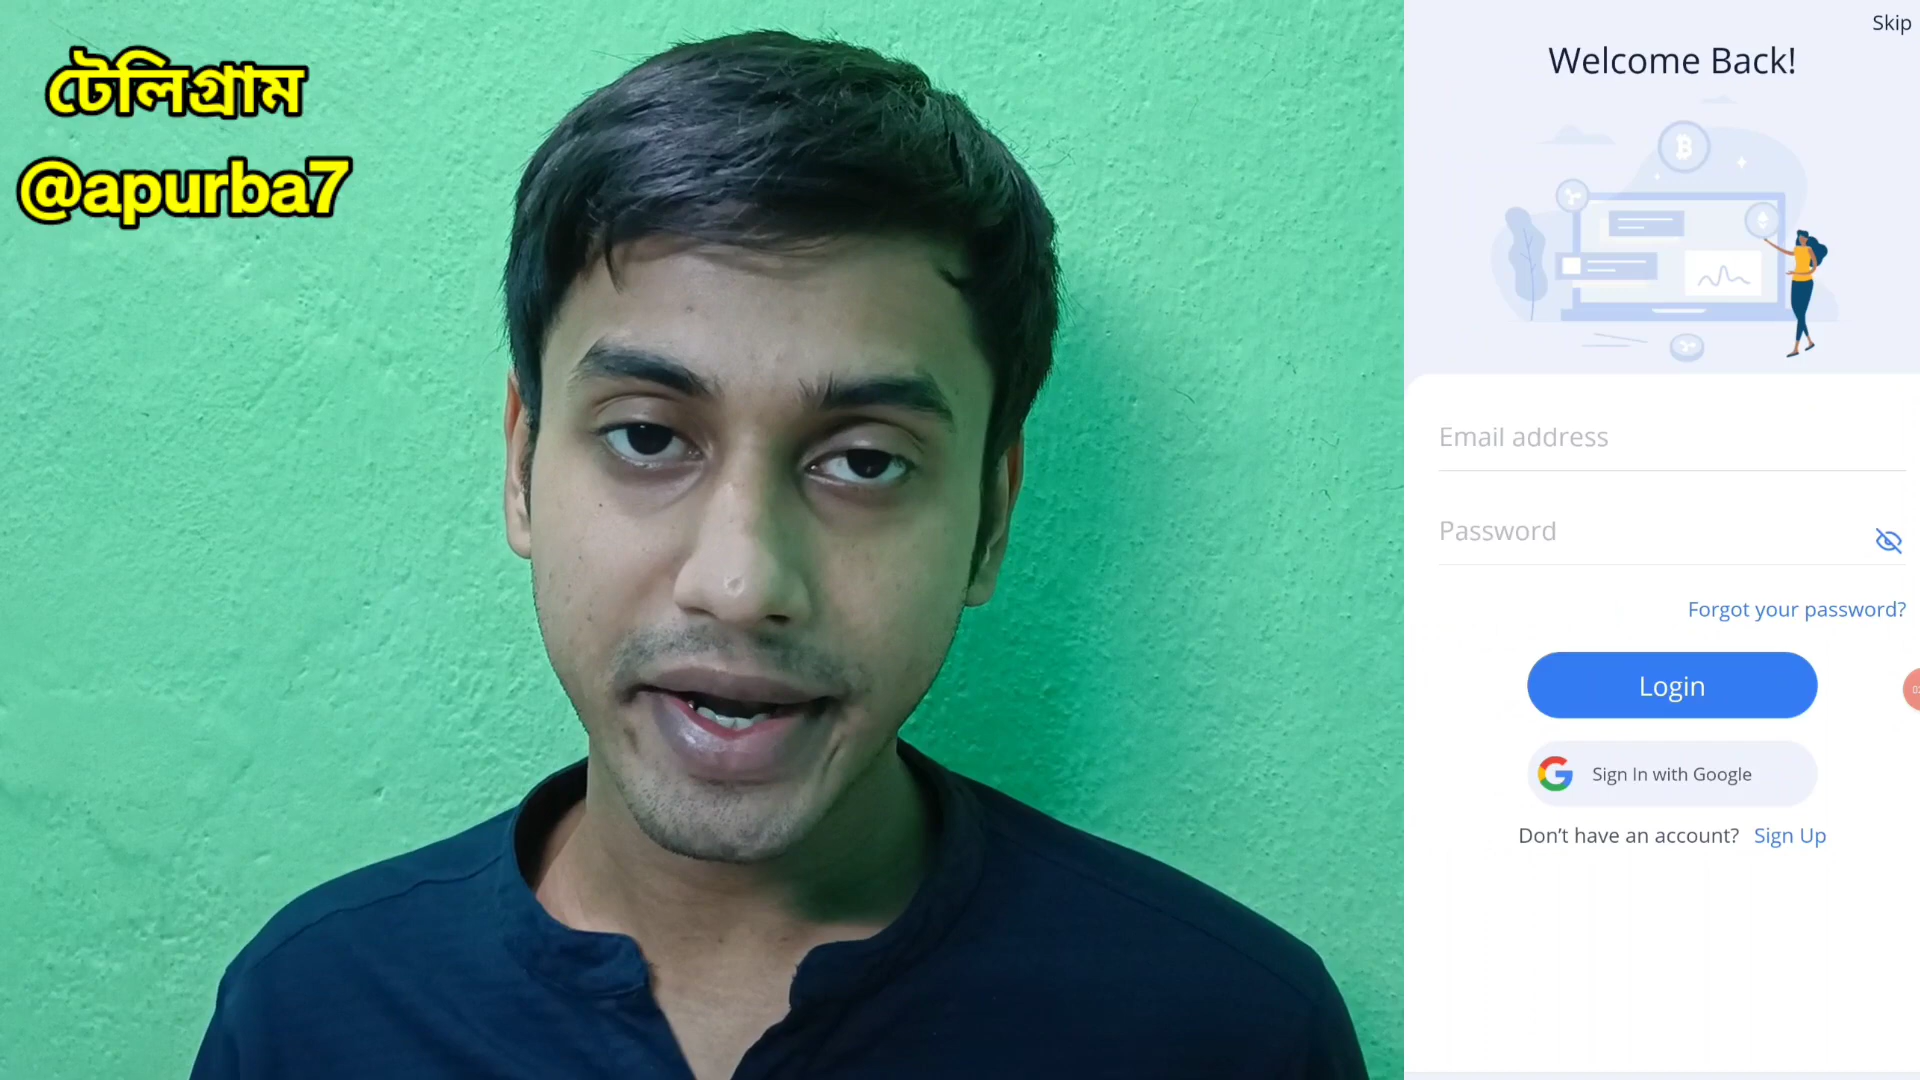 টেলিগ্রাম
@apurba7
Skip
Welcome Back!
Email address
Password
Forgot your password?
Login
Sign In with Google
Don’t have an account? Sign Up